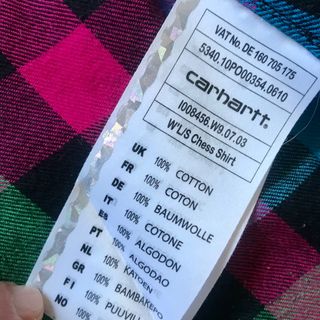 VAT No. DE 160 705 175
5340.10PO00354.0610
carhartt
I008456.W9.07.03
W'L/S Chess Shirt
UK 100% COTTON
FR 100% COTON
DE 100% BAUMWOLLE
IT 100% COTONE
ES 100% ALGODON
PT 100% ALGODAO
NL 100% KATOEN
GR 100% ΒΑΜΒΑΚΕΡΟ
FI 100% PUUVILL
NO